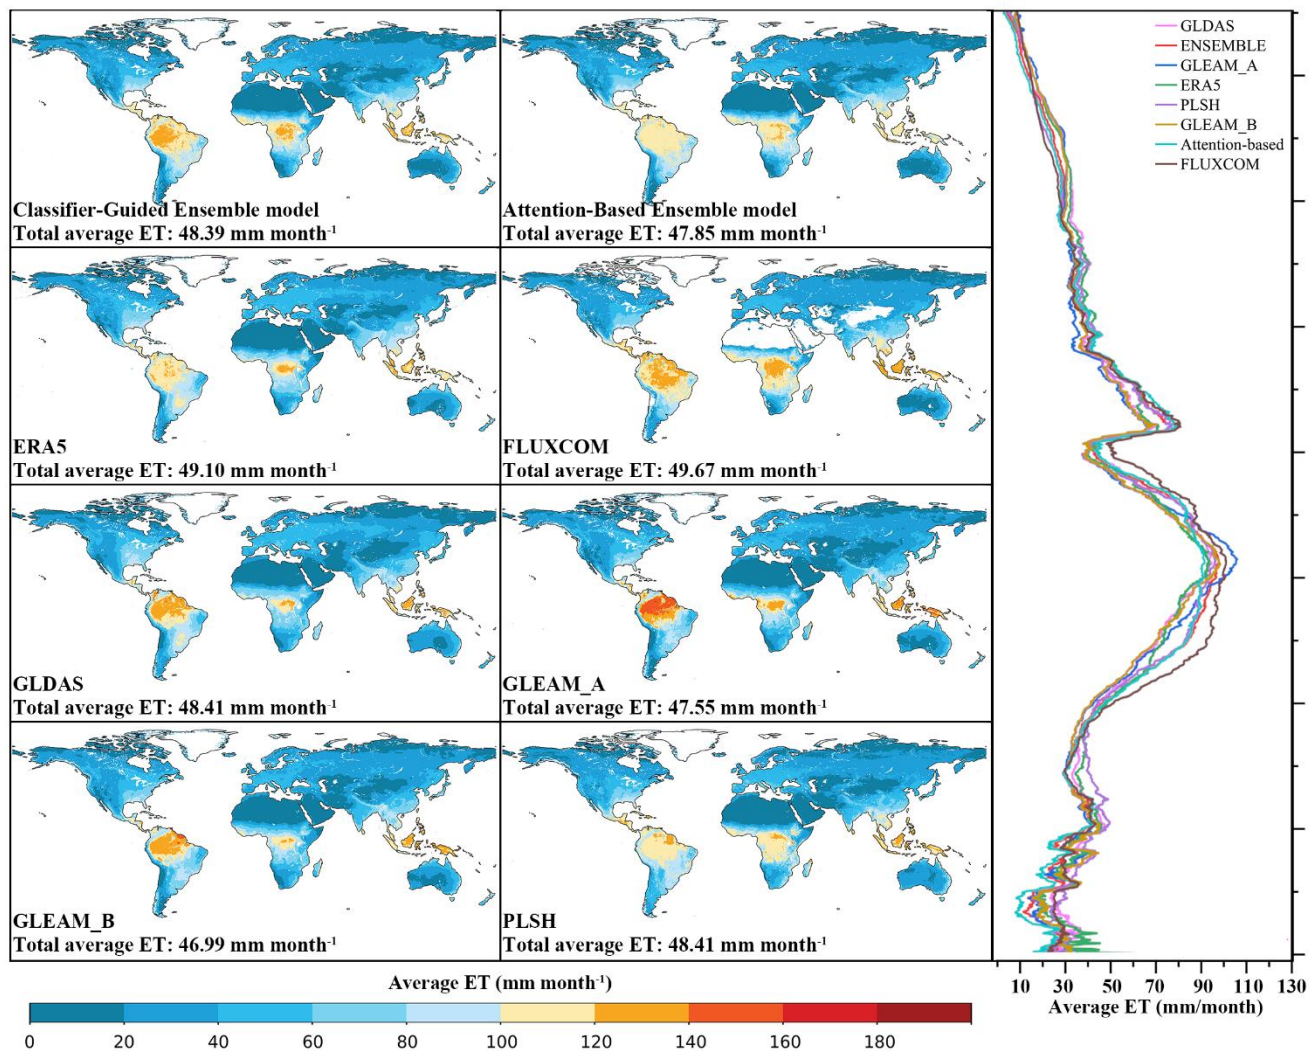 GLDAS
ENSEMBLE
GLEAM_A
ERA5
PLSH
GLEAM_B
Attention-based
FLUXCOM
Classifier-Guided Ensemble model
Total average ET: 48.39 mm month⁻¹
Attention-Based Ensemble model
Total average ET: 47.85 mm month⁻¹
ERA5
Total average ET: 49.10 mm month⁻¹
FLUXCOM
Total average ET: 49.67 mm month⁻¹
GLDAS
Total average ET: 48.41 mm month⁻¹
GLEAM_A
Total average ET: 47.55 mm month⁻¹
GLEAM_B
Total average ET: 46.99 mm month⁻¹
PLSH
Total average ET: 48.41 mm month⁻¹
10 30 50 70 90 110 130
Average ET (mm/month)
Average ET (mm month⁻¹)
0 20 40 60 80 100 120 140 160 180